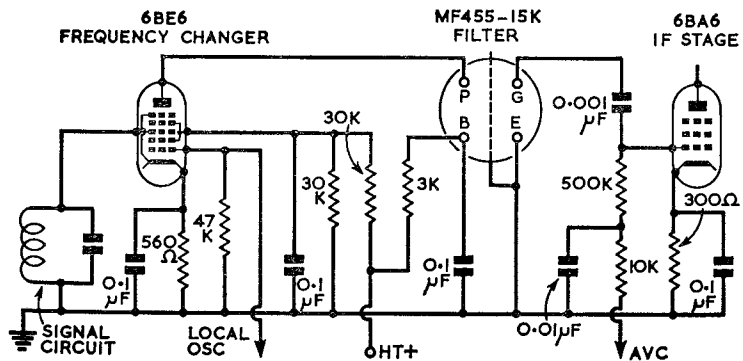 6BE6
FREQUENCY CHANGER
MF455-15K
FILTER
6BA6
IF STAGE
P
G
B
E
0·001
µF
30K
30
K
3K
500K
300Ω
47
K
560
Ω
0·1
µF
0·1
µF
0·1
µF
10K
0·01µF
0·1
µF
SIGNAL
CIRCUIT
LOCAL
OSC
HT+
AVC